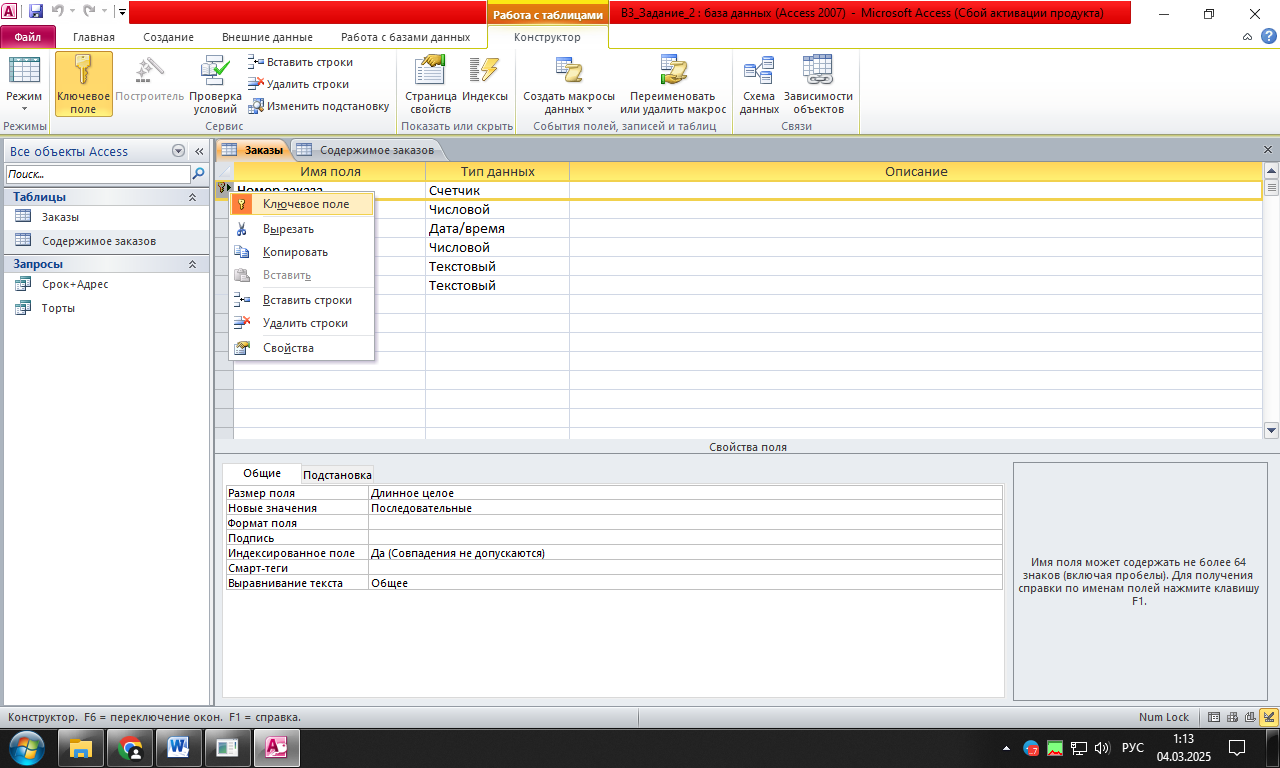 Работа с таблицами
В3_Задание_2 : база данных (Access 2007) - Microsoft Access (Сбой активации продукта)
Файл Главная Создание Внешние данные Работа с базами данных Конструктор
Режим
Ключевое поле
Построитель
Проверка условий
Вставить строки
Удалить строки
Изменить подстановку
Страница свойств
Индексы
Создать макросы данных
Переименовать или удалить макрос
Схема данных
Зависимости объектов
Режимы Сервис Показать или скрыть События полей, записей и таблиц Связи
Все объекты Access «
Поиск...
Таблицы
Заказы
Содержимое заказов
Запросы
Срок+Адрес
Торты
Заказы Содержимое заказов
Имя поля Тип данных Описание
Номер заказа Счетчик
Числовой
Дата/время
Числовой
Текстовый
Текстовый
Ключевое поле
Вырезать
Копировать
Вставить
Вставить строки
Удалить строки
Свойства
Свойства поля
Общие Подстановка
Размер поля Длинное целое
Новые значения Последовательные
Формат поля
Подпись
Индексированное поле Да (Совпадения не допускаются)
Смарт-теги
Выравнивание текста Общее
Имя поля может содержать не более 64
знаков (включая пробелы). Для получения
справки по именам полей нажмите клавишу
F1.
Конструктор. F6 = переключение окон. F1 = справка. Num Lock
РУС
1:13
04.03.2025